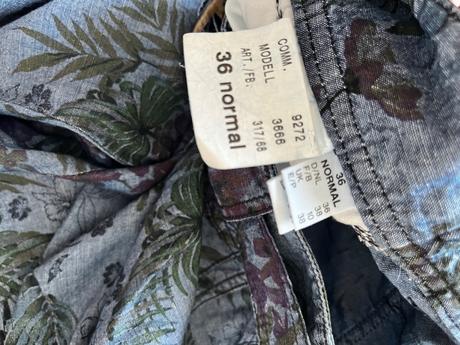 COMM. 9272
MODELL 3666
ART./FB. 317/68
36 normal
36
NORMAL
D/NL 36
F/B 38
UK 10
E/P 38